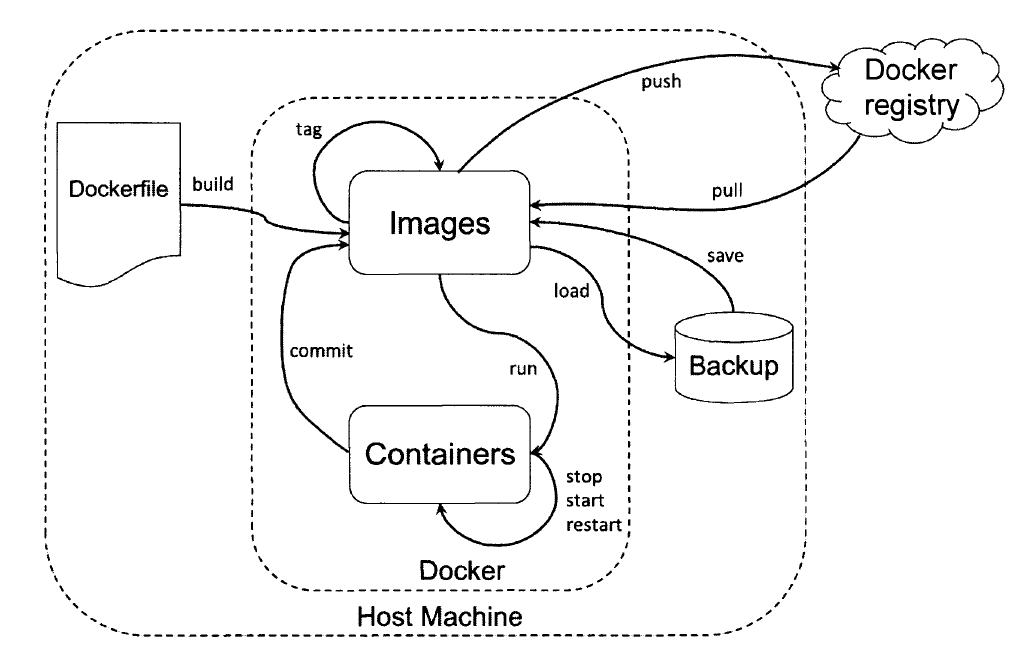 Docker
registry
push
tag
Dockerfile
build
Images
pull
save
load
commit
run
Backup
Containers
stop
start
restart
Docker
Host Machine